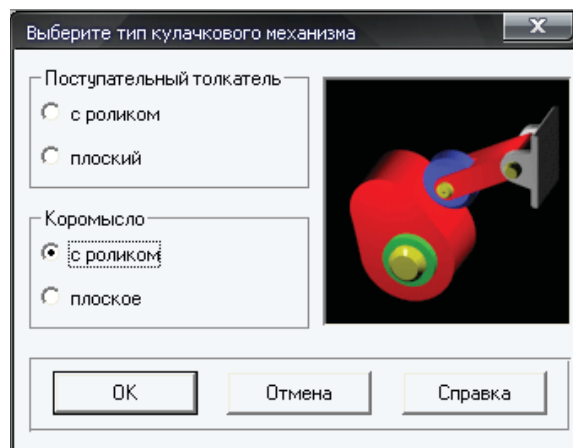 Выберите тип кулачкового механизма
Поступательный толкатель
с роликом
плоский
Коромысло
с роликом
плоское
OK
Отмена
Справка